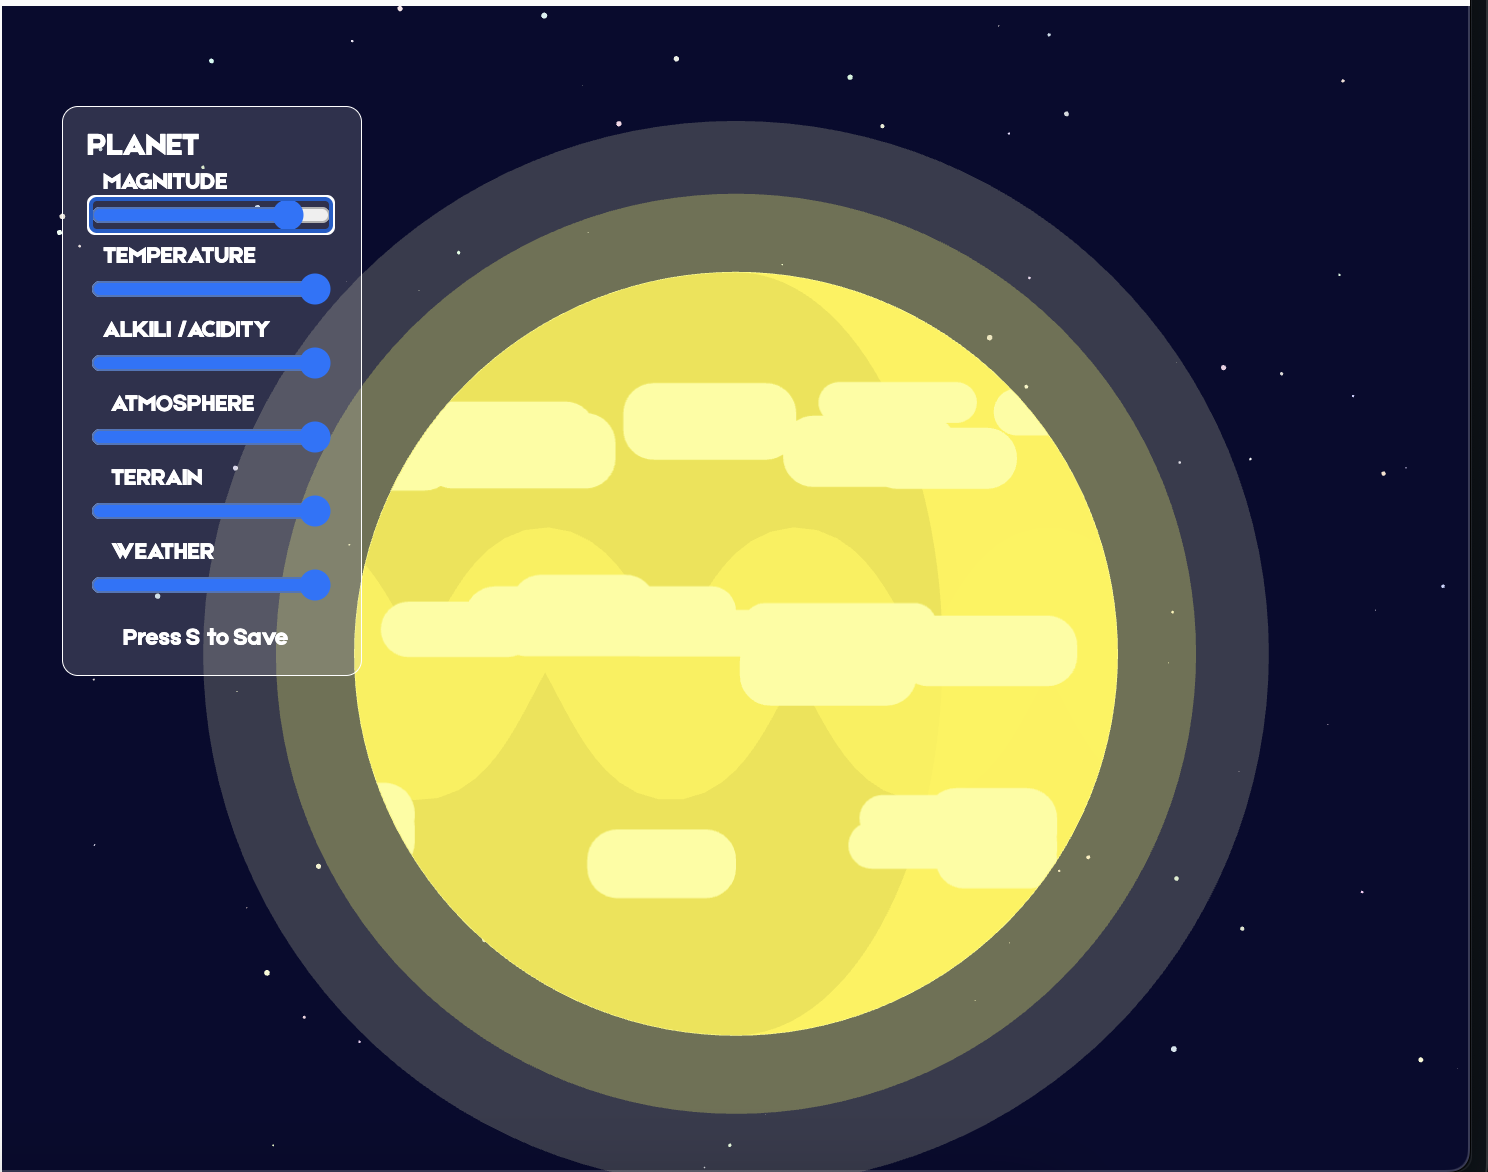 PLANET
MAGNITUDE
TEMPERATURE
ALKILI /ACIDITY
ATMOSPHERE
TERRAIN
WEATHER
Press S to Save